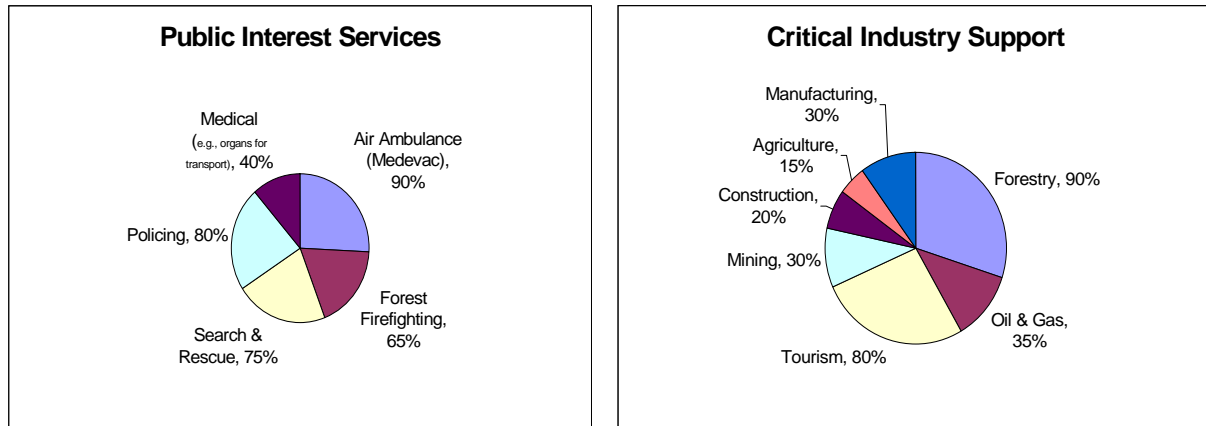 Public Interest Services
Medical
(e.g., organs for
transport), 40%
Air Ambulance
(Medevac),
90%
Policing, 80%
Forest
Firefighting,
65%
Search &
Rescue, 75%
Critical Industry Support
Manufacturing,
30%
Agriculture,
15%
Forestry, 90%
Construction,
20%
Mining, 30%
Oil & Gas,
35%
Tourism, 80%